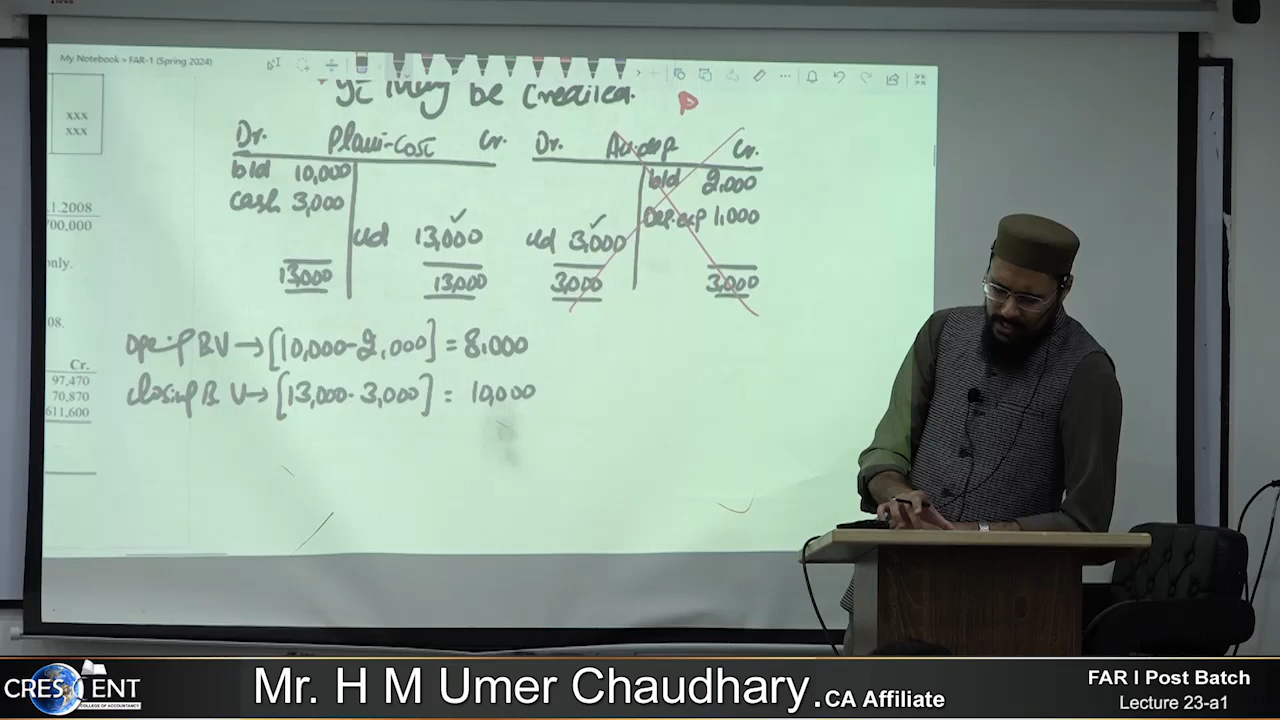 My Notebook > FAR-1 (Spring 2024)
xxx
xxx
.1.2008
700,000
only.
08.
Cr.
97,470
70,870
611,600
may be Created.
Dr. Plant-Cost Cr. Dr. Acc dep Cr.
b/d 10,000 b/d 2,000
cash 3,000 Dep.exp 1,000
c/d 13,000 ✓ c/d 3,000 ✓
13,000 13,000 3,000 3,000
opening BV → [10,000-2,000] = 8,000
closing B V → [13,000-3,000] = 10,000
CRESCENT
COLLEGE OF ACCOUNTANCY
Mr. H M Umer Chaudhary .CA Affiliate
FAR I Post Batch
Lecture 23-a1